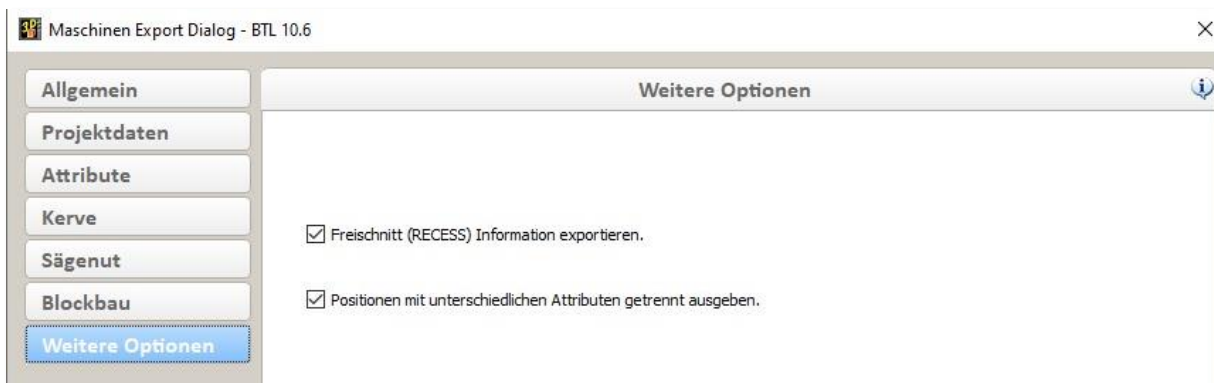 Maschinen Export Dialog - BTL 10.6
Allgemein
Weitere Optionen
Projektdaten
Attribute
Kerve
Freischnitt (RECESS) Information exportieren.
Sägenut
Blockbau
Positionen mit unterschiedlichen Attributen getrennt ausgeben.
Weitere Optionen